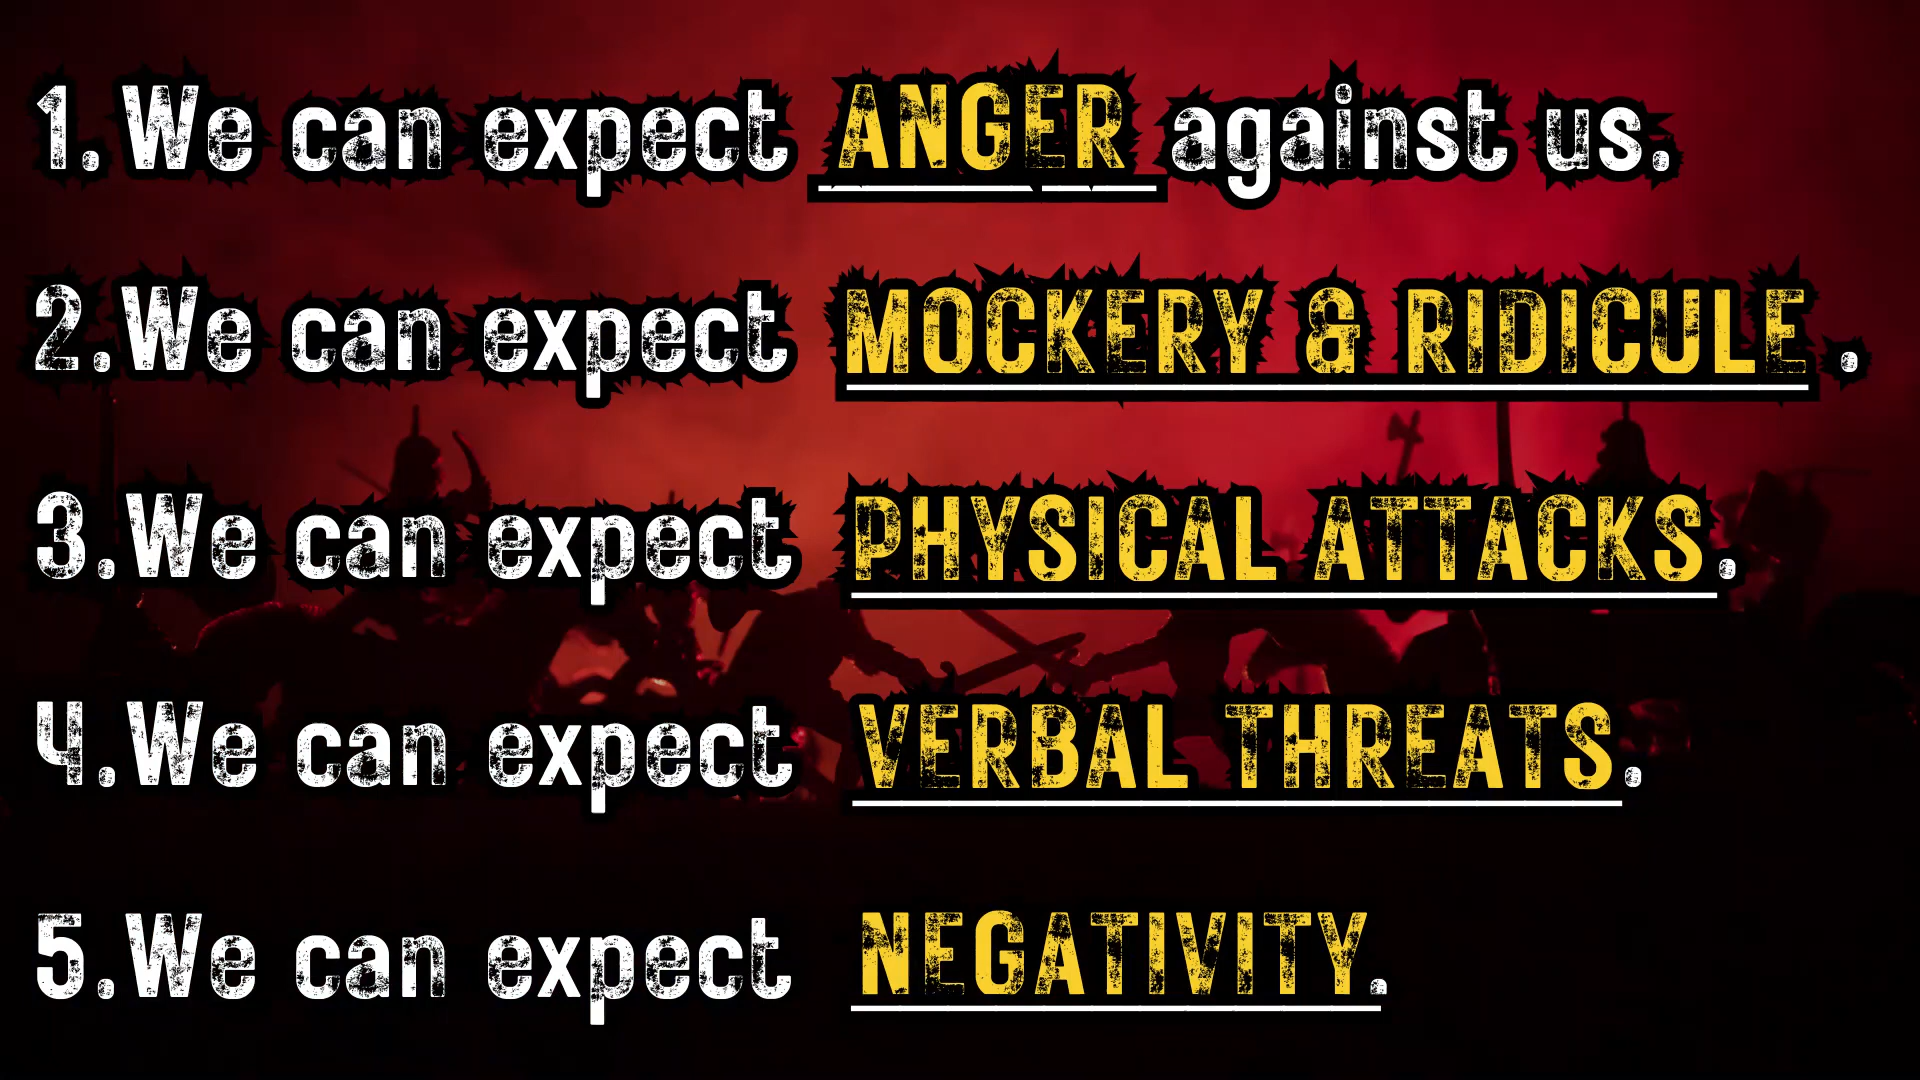 1. We can expect ANGER against us.
2. We can expect MOCKERY & RIDICULE.
3. We can expect PHYSICAL ATTACKS.
4. We can expect VERBAL THREATS.
5. We can expect NEGATIVITY.